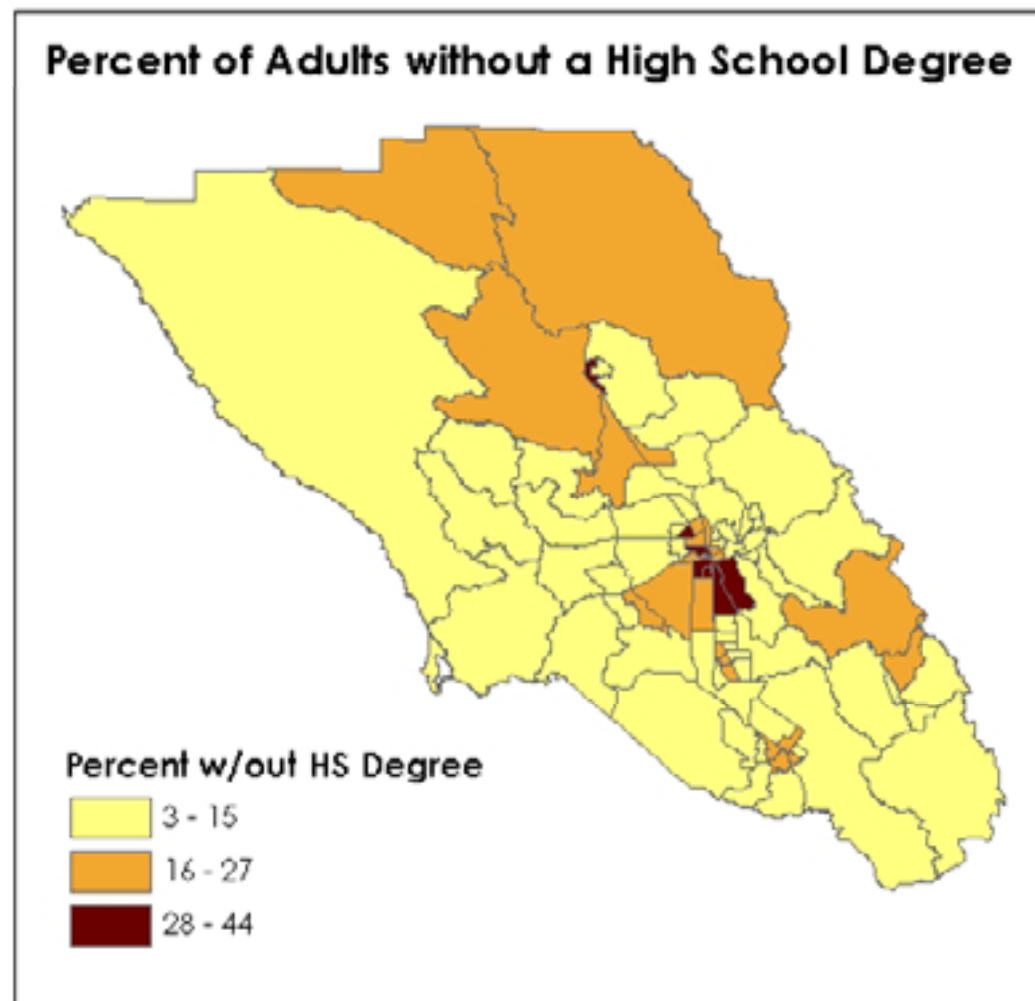 Percent of Adults without a High School Degree
Percent w/out HS Degree
3 - 15
16 - 27
28 - 44